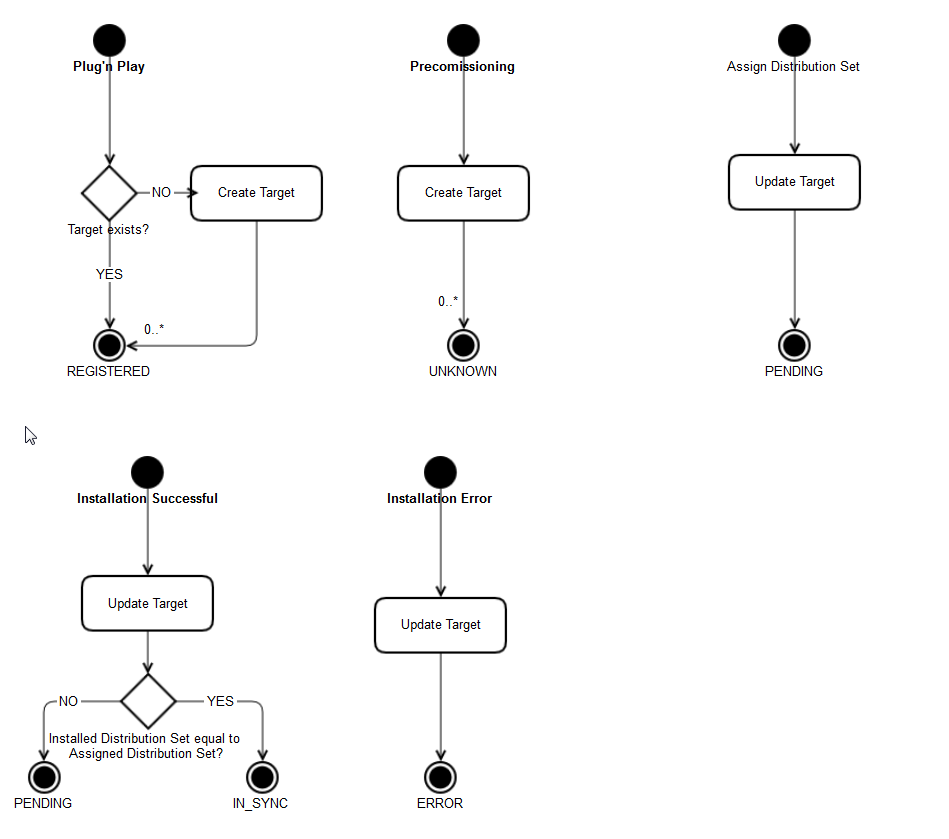 Plug'n Play
Precomissioning
Assign Distribution Set
NO
Create Target
Create Target
Update Target
Target exists?
YES
0..*
0..*
REGISTERED
UNKNOWN
PENDING
Installation Successful
Installation Error
Update Target
Update Target
NO
YES
Installed Distribution Set equal to
Assigned Distribution Set?
PENDING
IN_SYNC
ERROR